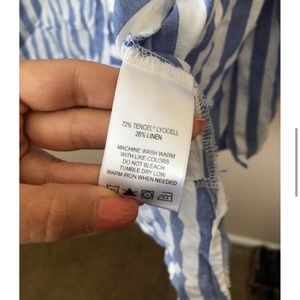 72% TENCEL® LYOCELL
28% LINEN
MACHINE WASH WARM
WITH LIKE COLORS
DO NOT BLEACH
TUMBLE DRY LOW
WARM IRON WHEN NEEDED